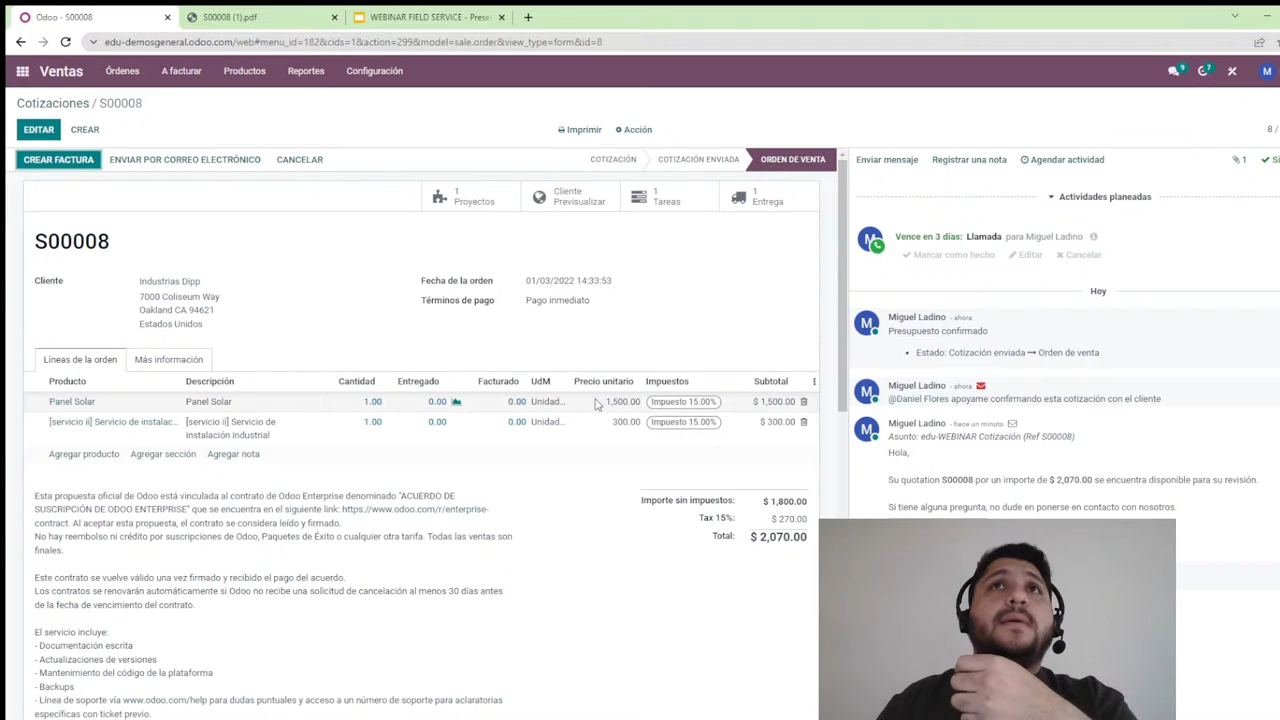 Odoo - S00008
S00008 (1).pdf
WEBINAR FIELD SERVICE - Prese
edu-demosgeneral.odoo.com/web#menu_id=182&cids=1&action=299&model=sale.order&view_type=form&id=8
Ventas Órdenes A facturar Productos Reportes Configuración
9 7 M
Cotizaciones / S00008
EDITAR CREAR Imprimir Acción 8 /
CREAR FACTURA ENVIAR POR CORREO ELECTRÓNICO CANCELAR COTIZACIÓN COTIZACIÓN ENVIADA ORDEN DE VENTA
1 Proyectos
Cliente Previsualizar
1 Tareas
1 Entrega
S00008
Cliente Industrias Dipp
7000 Coliseum Way
Oakland CA 94621
Estados Unidos
Fecha de la orden 01/03/2022 14:33:53
Términos de pago Pago inmediato
Líneas de la orden Más información
Producto Descripción Cantidad Entregado Facturado UdM Precio unitario Impuestos Subtotal
Panel Solar Panel Solar 1.00 0.00 0.00 Unidad... 1,500.00 Impuesto 15.00% $ 1,500.00
[servicio ii] Servicio de instalac... [servicio ii] Servicio de 1.00 0.00 0.00 Unidad... 300.00 Impuesto 15.00% $ 300.00
instalación industrial
Agregar producto Agregar sección Agregar nota
Esta propuesta oficial de Odoo está vinculada al contrato de Odoo Enterprise denominado "ACUERDO DE
SUSCRIPCIÓN DE ODOO ENTERPRISE" que se encuentra en el siguiente link: https://www.odoo.com/r/enterprise-
contract. Al aceptar esta propuesta, el contrato se considera leído y firmado.
No hay reembolso ni crédito por suscripciones de Odoo, Paquetes de Éxito o cualquier otra tarifa. Todas las ventas son
finales.
Este contrato se vuelve válido una vez firmado y recibido el pago del acuerdo.
Los contratos se renovarán automáticamente si Odoo no recibe una solicitud de cancelación al menos 30 días antes
de la fecha de vencimiento del contrato.
El servicio incluye:
- Documentación escrita
- Actualizaciones de versiones
- Mantenimiento del código de la plataforma
- Backups
- Línea de soporte vía www.odoo.com/help para dudas puntuales y acceso a un número de soporte para aclaratorias
específicas con ticket previo.
Importe sin impuestos: $ 1,800.00
Tax 15%: $ 270.00
Total: $ 2,070.00
Enviar mensaje Registrar una nota Agendar actividad 1 Si
Actividades planeadas
M
Vence en 3 días: Llamada para Miguel Ladino
Marcar como hecho Editar Cancelar
Hoy
M
Miguel Ladino - ahora
Presupuesto confirmado
• Estado: Cotización enviada → Orden de venta
M
Miguel Ladino - ahora
@Daniel Flores apoyame confirmando esta cotización con el cliente
M
Miguel Ladino - hace un minuto
Asunto: edu-WEBINAR Cotización (Ref S00008)
Hola,
Su quotation S00008 por un importe de $ 2,070.00 se encuentra disponible para su revisión.
Si tiene alguna pregunta, no dude en ponerse en contacto con nosotros.